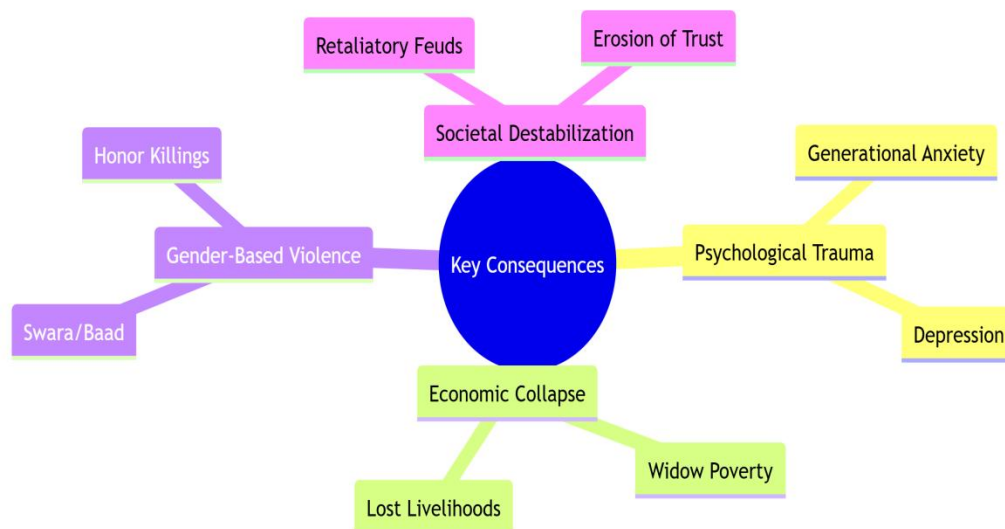 Retaliatory Feuds
Erosion of Trust
Societal Destabilization
Honor Killings
Gender-Based Violence
Swara/Baad
Key Consequences
Generational Anxiety
Psychological Trauma
Depression
Economic Collapse
Lost Livelihoods
Widow Poverty